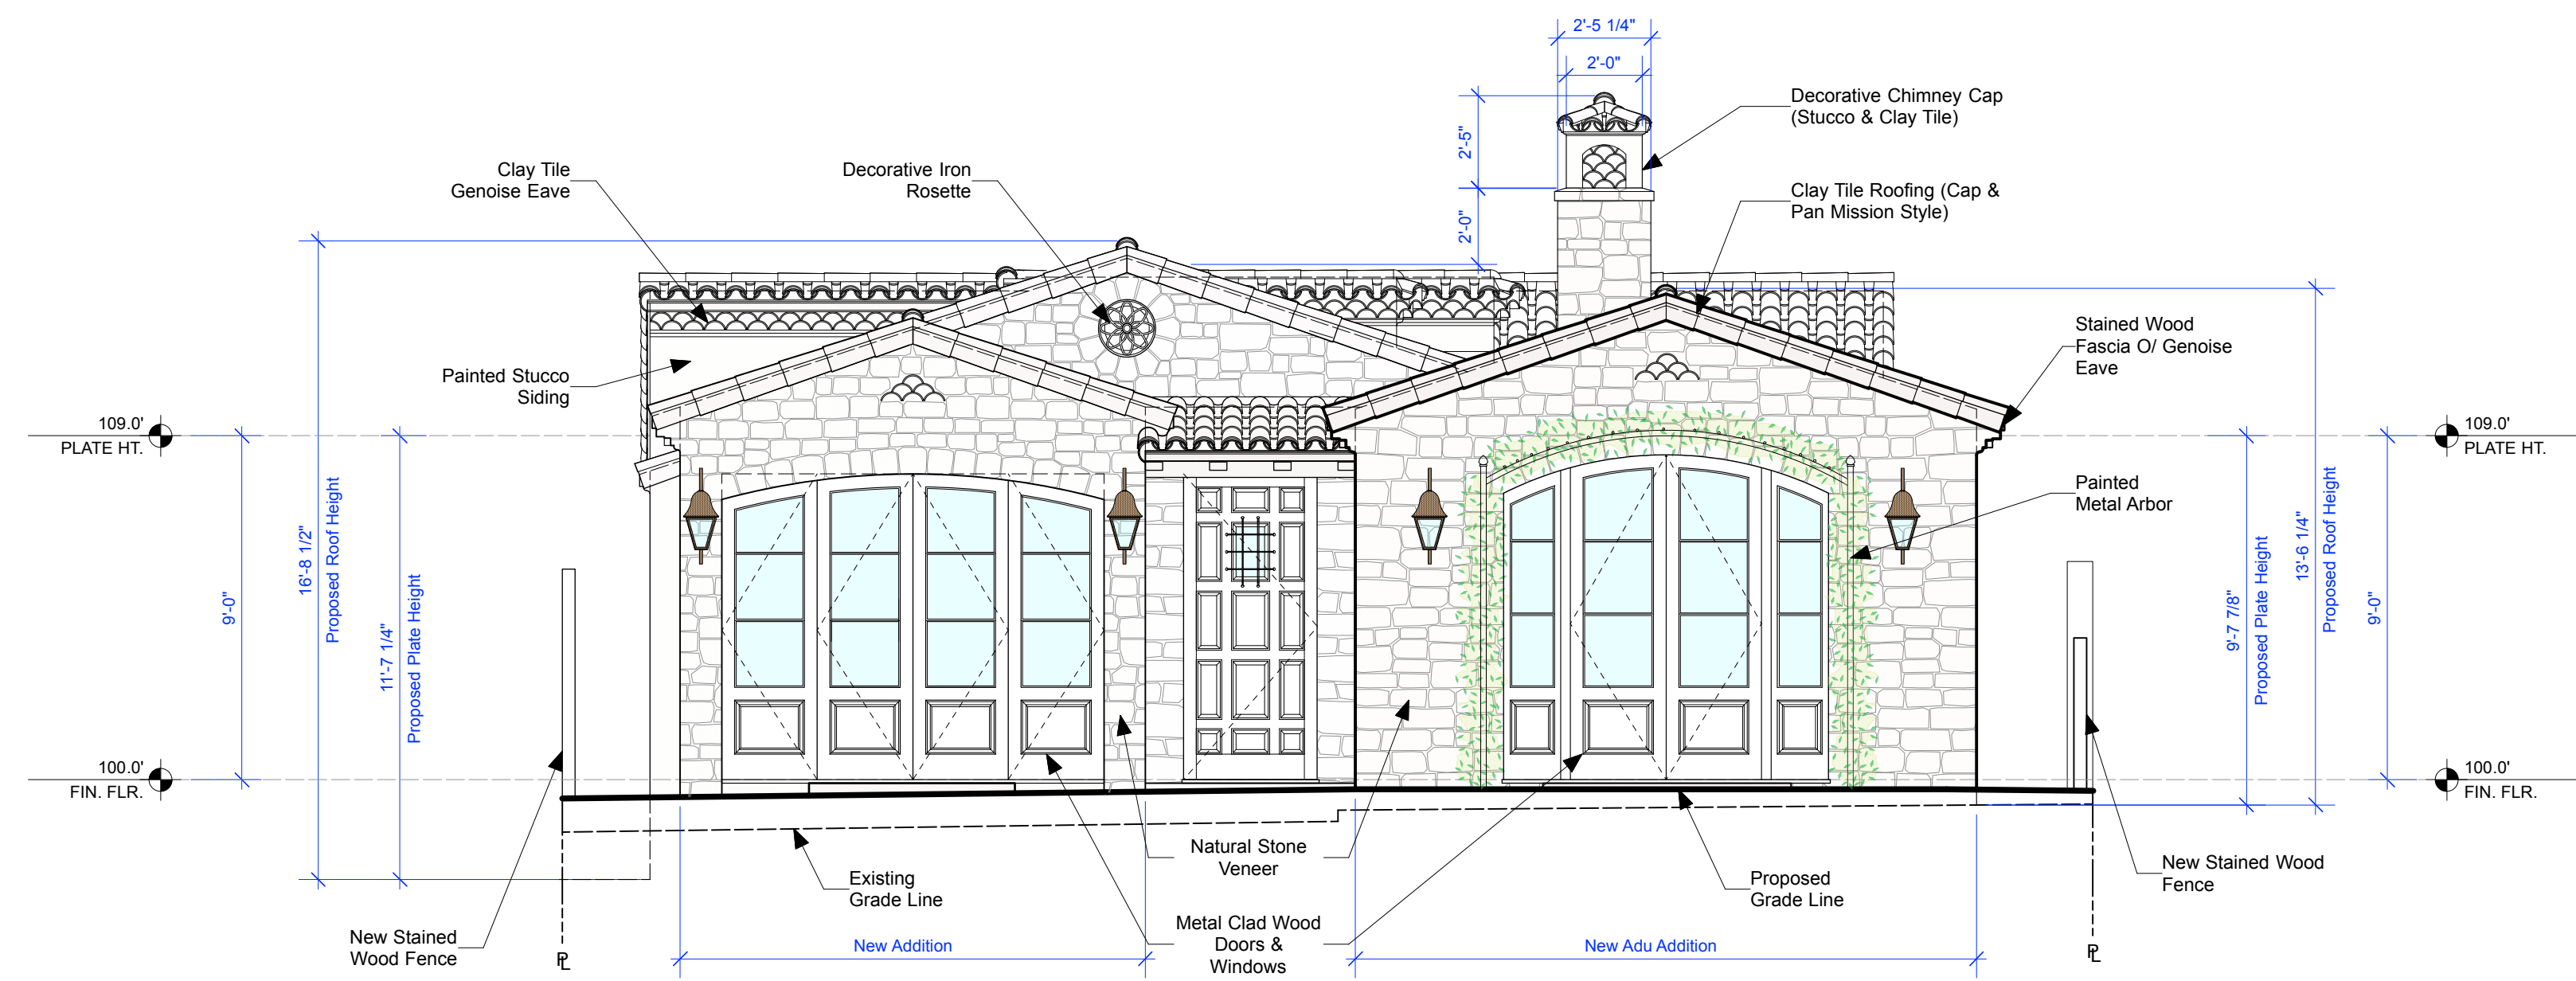 2'-5 1/4"
2'-0"
Decorative Chimney Cap
(Stucco & Clay Tile)
2'-5"
Clay Tile
Genoise Eave
Decorative Iron
Rosette
Clay Tile Roofing (Cap &
Pan Mission Style)
2'-0"
Stained Wood
Fascia O/ Genoise
Eave
Painted Stucco
Siding
109.0'
PLATE HT.
109.0'
PLATE HT.
Painted
Metal Arbor
16'-8 1/2"
Proposed Roof Height
11'-7 1/4"
Proposed Plate Height
9'-0"
9'-7 7/8"
Proposed Plate Height
13'-6 1/4"
Proposed Roof Height
9'-0"
100.0'
FIN. FLR.
100.0'
FIN. FLR.
Natural Stone
Veneer
Existing
Grade Line
Proposed
Grade Line
New Stained Wood
Fence
New Stained
Wood Fence
Metal Clad Wood
Doors &
Windows
New Addition
New Adu Addition
PL
PL